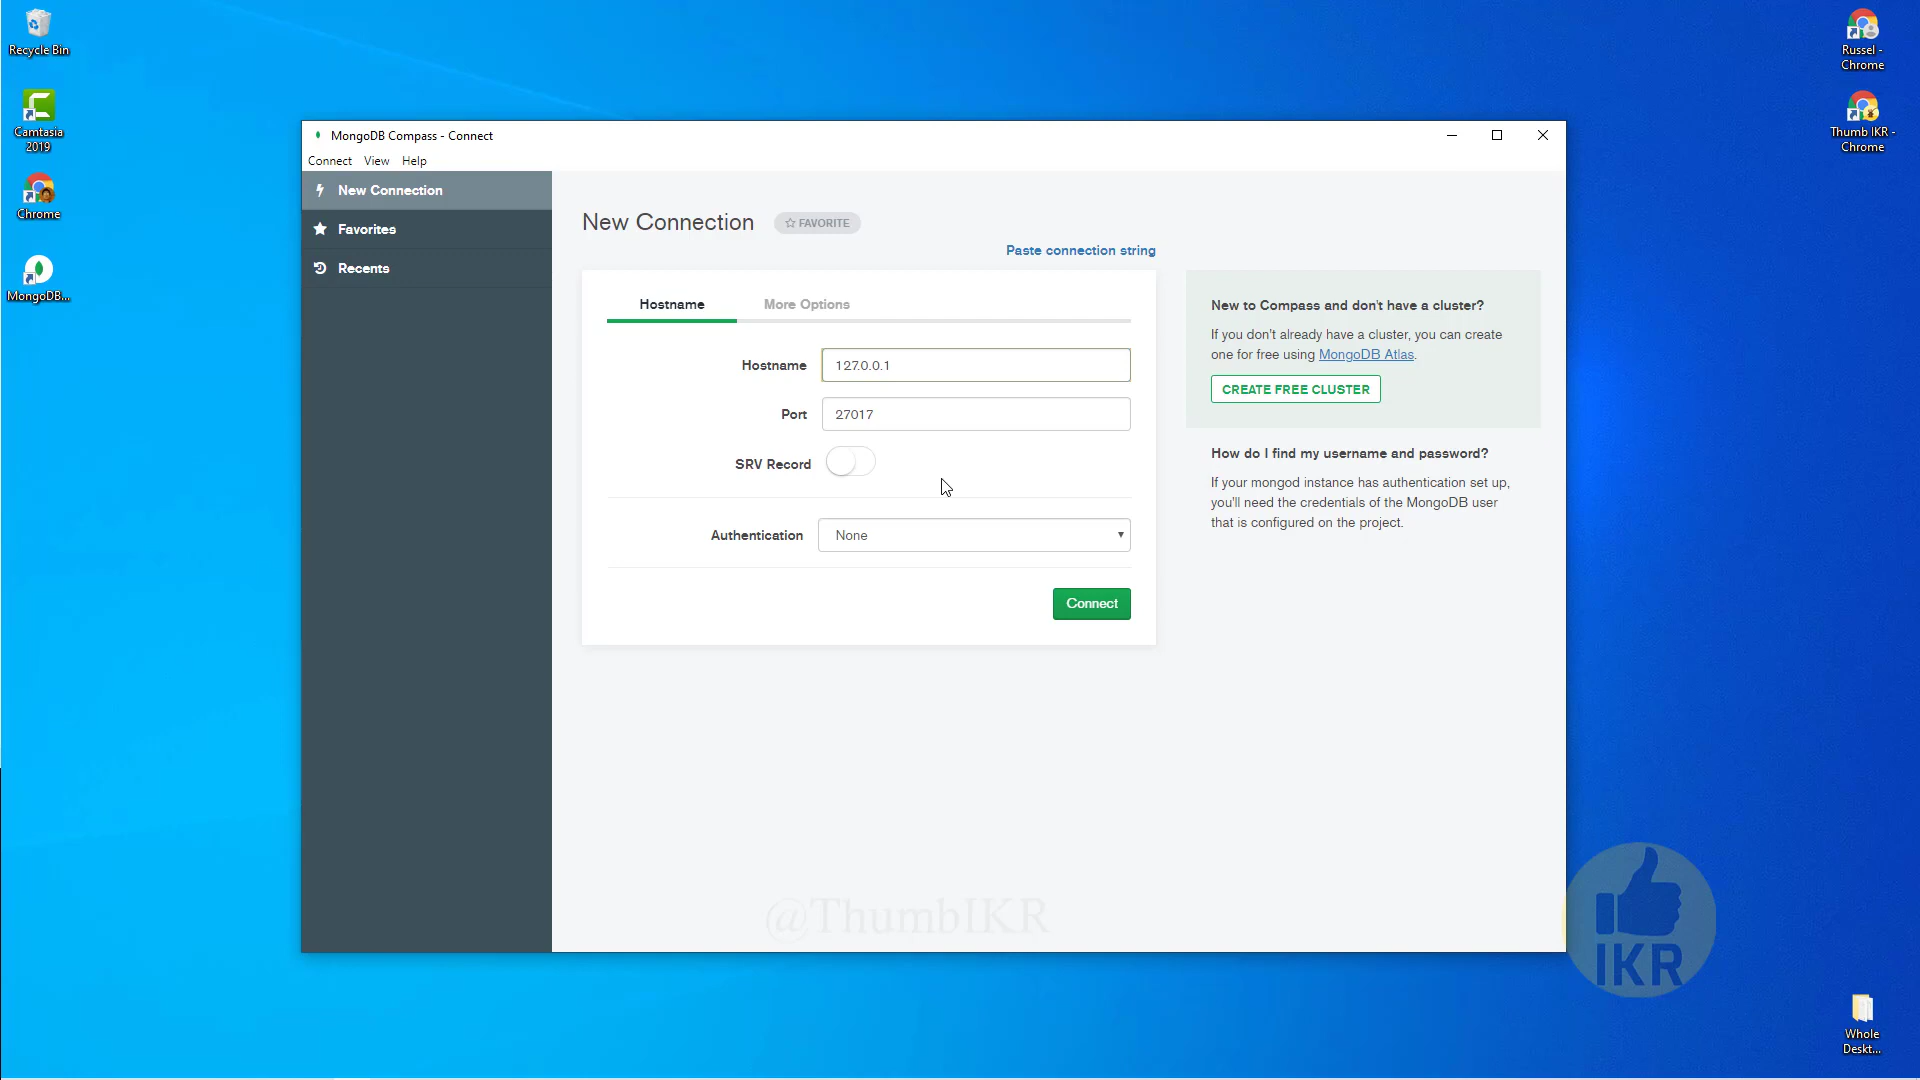 Recycle Bin
Camtasia
2019
Chrome
MongoDB...
Russel -
Chrome
Thumb IKR -
Chrome
MongoDB Compass - Connect
Connect View Help
New Connection
Favorites
Recents
New Connection
FAVORITE
Paste connection string
Hostname More Options
Hostname 127.0.0.1
Port 27017
SRV Record
Authentication None
Connect
New to Compass and don't have a cluster?
If you don't already have a cluster, you can create
one for free using MongoDB Atlas.
CREATE FREE CLUSTER
How do I find my username and password?
If your mongod instance has authentication set up,
you'll need the credentials of the MongoDB user
that is configured on the project.
@ThumbIKR
IKR
Whole
Deskt...